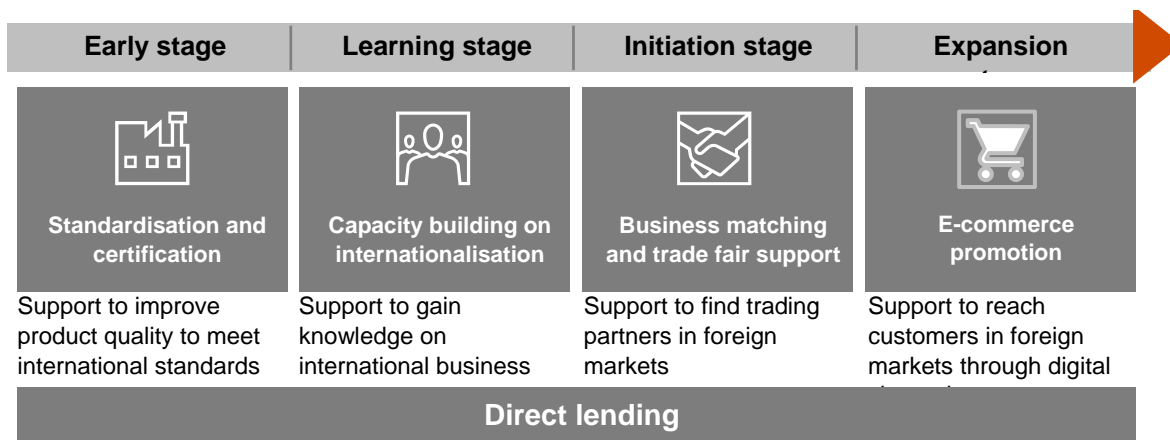 Early stage
Learning stage
Initiation stage
Expansion
Standardisation and
certification
Capacity building on
internationalisation
Business matching
and trade fair support
E-commerce
promotion
Support to improve
product quality to meet
international standards
Support to gain
knowledge on
international business
Support to find trading
partners in foreign
markets
Support to reach
customers in foreign
markets through digital
Direct lending